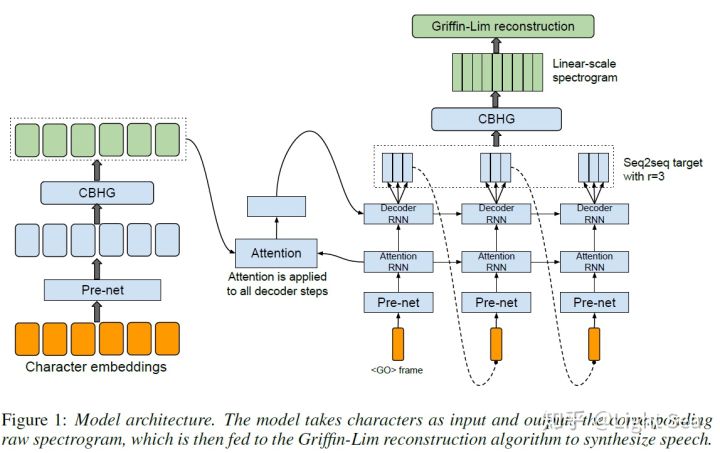 Griffin-Lim reconstruction
Linear-scale
spectrogram
CBHG
Seq2seq target
with r=3
CBHG
Decoder
RNN
Decoder
RNN
Decoder
RNN
Attention
Attention
RNN
Attention
RNN
Attention
RNN
Attention is applied
to all decoder steps
Pre-net
Pre-net
Pre-net
Pre-net
Character embeddings
<GO> frame
Figure 1: Model architecture. The model takes characters as input and outputs the corresponding
raw spectrogram, which is then fed to the Griffin-Lim reconstruction algorithm to synthesize speech.
知乎 @Light Sea